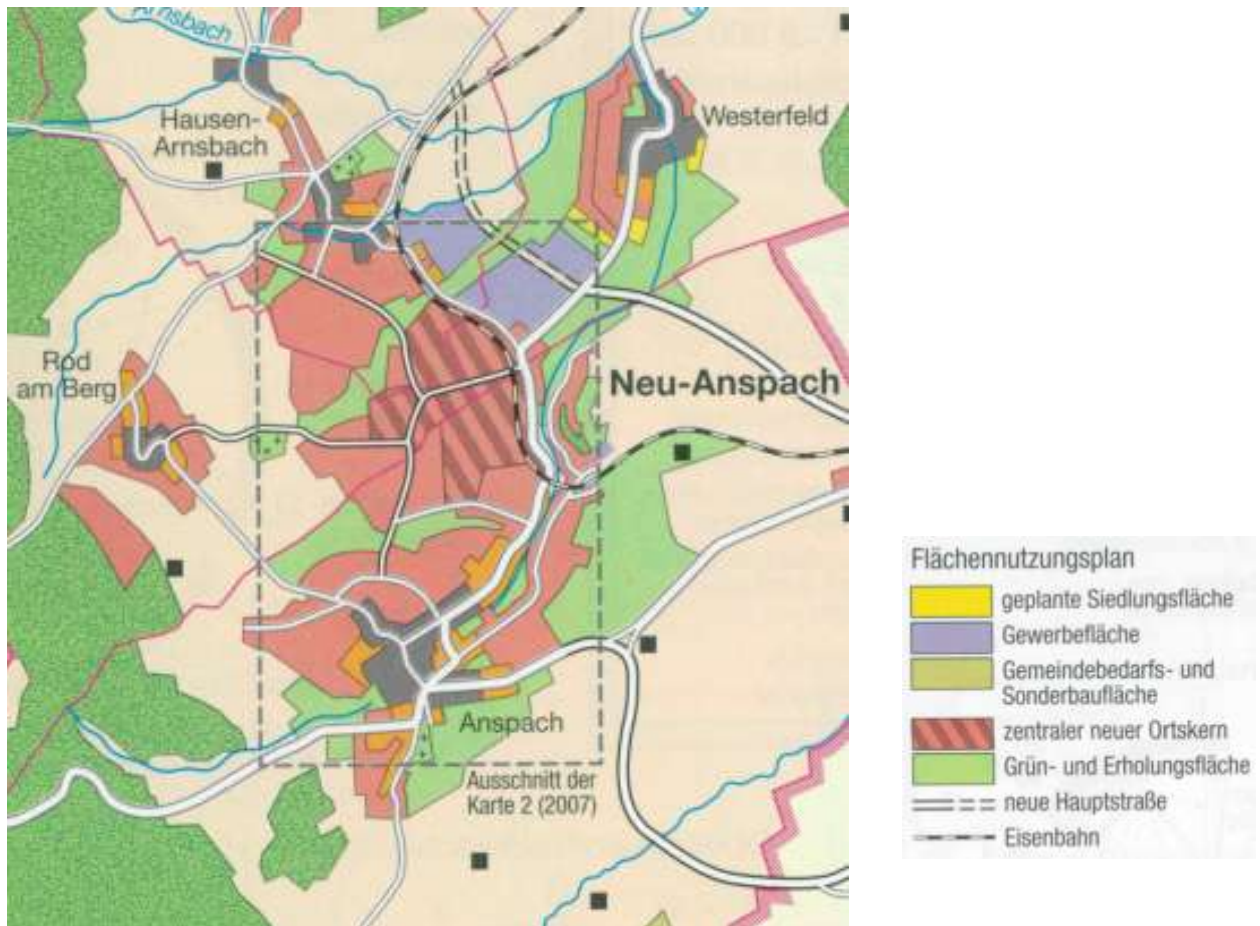 Arnsbach
Hausen-
Arnsbach
Westerfeld
Rod
am Berg
Neu-Anspach
Anspach
Ausschnitt der
Karte 2 (2007)
Flächennutzungsplan
geplante Siedlungsfläche
Gewerbefläche
Gemeindebedarfs- und
Sonderbaufläche
zentraler neuer Ortskern
Grün- und Erholungsfläche
neue Hauptstraße
Eisenbahn